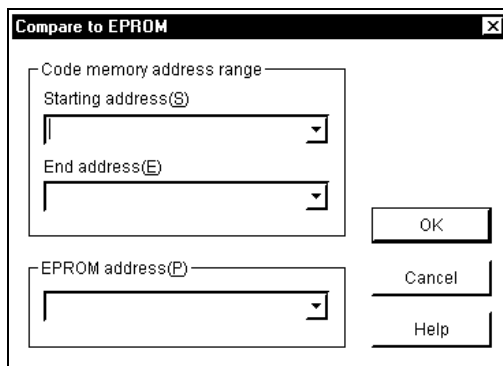 Compare to EPROM
Code memory address range
Starting address(S)
End address(E)
OK
EPROM address(P)
Cancel
Help